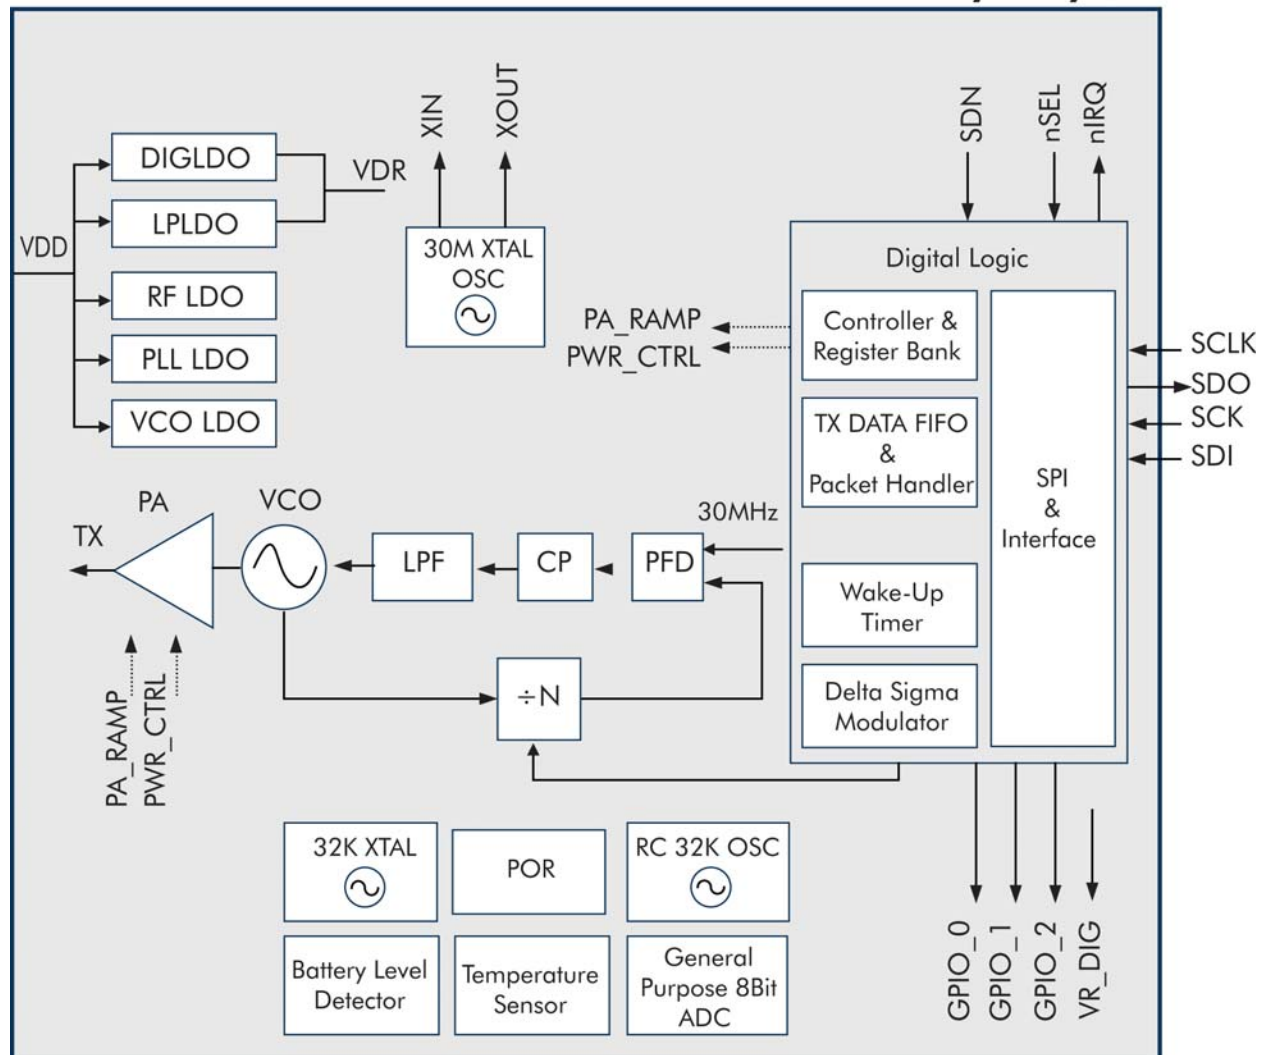 XIN
XOUT
SDN
nSEL
nIRQ
DIGLDO
VDR
LPLDO
VDD
RF LDO
PLL LDO
VCO LDO
30M XTAL
OSC
Digital Logic
PA_RAMP
PWR_CTRL
Controller &
Register Bank
TX DATA FIFO
&
Packet Handler
SPI
&
Interface
Wake-Up
Timer
Delta Sigma
Modulator
SCLK
SDO
SCK
SDI
PA
VCO
TX
LPF
CP
PFD
30MHz
÷N
PA_RAMP
PWR_CTRL
32K XTAL
POR
RC 32K OSC
Battery Level
Detector
Temperature
Sensor
General
Purpose 8Bit
ADC
GPIO_0
GPIO_1
GPIO_2
VR_DIG